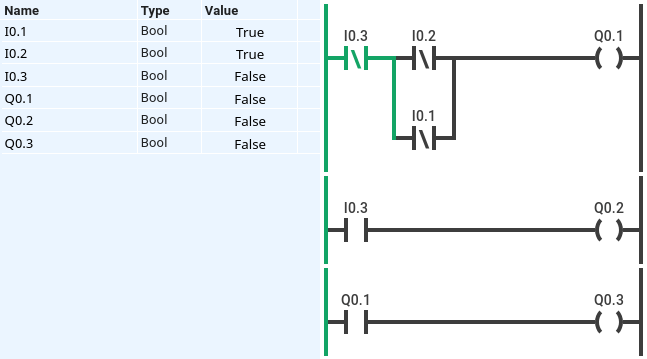 Name Type Value
I0.1 Bool True
I0.2 Bool True
I0.3 Bool False
Q0.1 Bool False
Q0.2 Bool False
Q0.3 Bool False
I0.3 I0.2 Q0.1
I0.1
I0.3 Q0.2
Q0.1 Q0.3